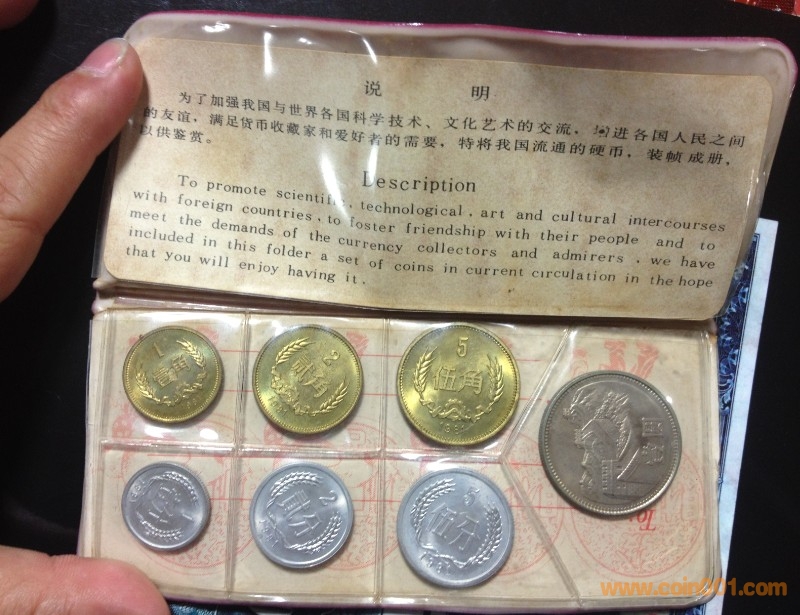 说 明
为了加强我国与世界各国科学技术、文化艺术的交流，增进各国人民之间
的友谊，满足货币收藏家和爱好者的需要，特将我国流通的硬币，装帧成册，
以供鉴赏。
Description
To promote scientific, technological, art and cultural intercourses
with foreign countries, to foster friendship with their people and to
meet the demands of the currency collectors and admirers, we have
included in this folder a set of coins in current circulation in the hope
that you will enjoy having it.
1
壹角
2
贰角
5
伍角
2
贰分
5
伍分
www.coin001.com